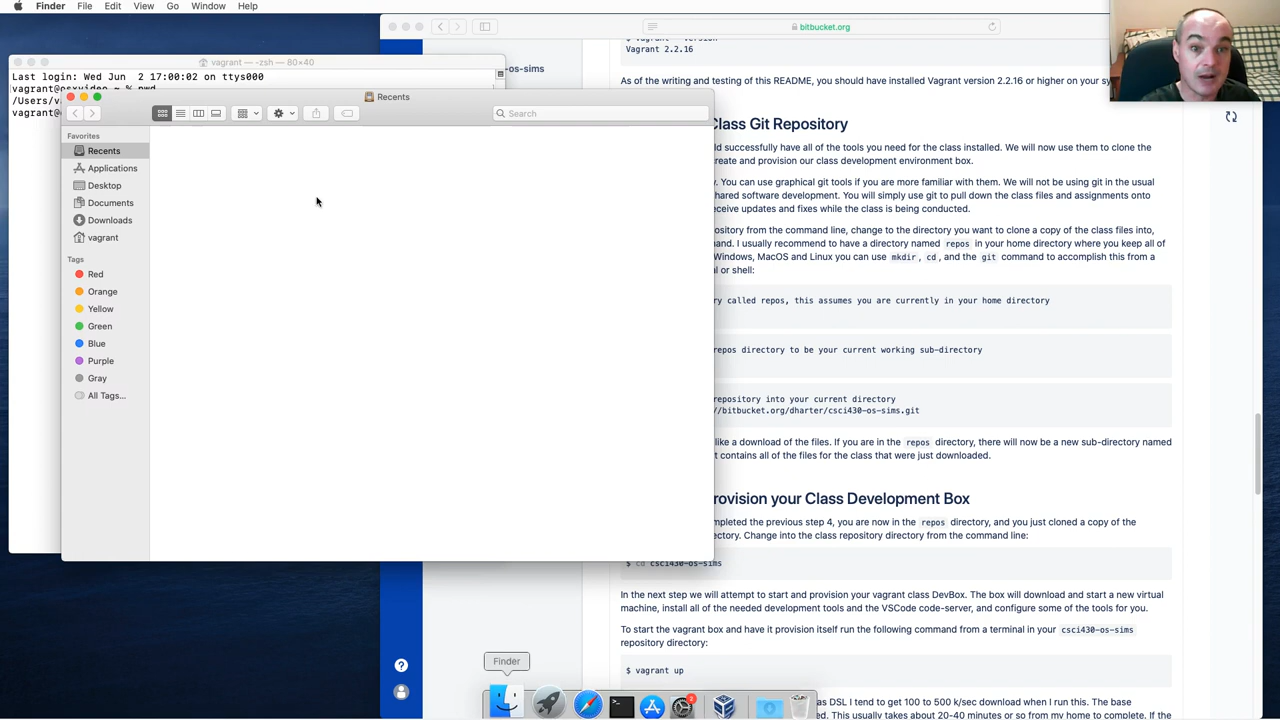 Finder File Edit View Go Window Help
bitbucket.org
vagrant — -zsh — 80×40
Last login: Wed Jun 2 17:00:02 on ttys000
vagrant@osxvideo ~ % pwd
/Users/v
vagrant@
Recents
Search
Favorites
Recents
Applications
Desktop
Documents
Downloads
vagrant
Tags
Red
Orange
Yellow
Green
Blue
Purple
Gray
All Tags...
os-sims
Vagrant 2.2.16
As of the writing and testing of this README, you should have installed Vagrant version 2.2.16 or higher on your sy
Class Git Repository
ld successfully have all of the tools you need for the class installed. We will now use them to clone the
create and provision our class development environment box.
y. You can use graphical git tools if you are more familiar with them. We will not be using git in the usual
shared software development. You will simply use git to pull down the class files and assignments onto
receive updates and fixes while the class is being conducted.
pository from the command line, change to the directory you want to clone a copy of the class files into,
mand. I usually recommend to have a directory named repos in your home directory where you keep all of
Windows, MacOS and Linux you can use mkdir, cd, and the git command to accomplish this from a
al or shell:
ry called repos, this assumes you are currently in your home directory
repos directory to be your current working sub-directory
repository into your current directory
//bitbucket.org/dharter/csci430-os-sims.git
like a download of the files. If you are in the repos directory, there will now be a new sub-directory named
t contains all of the files for the class that were just downloaded.
rovision your Class Development Box
mpleted the previous step 4, you are now in the repos directory, and you just cloned a copy of the
ectory. Change into the class repository directory from the command line:
$ cd csci430-os-sims
In the next step we will attempt to start and provision your vagrant class DevBox. The box will download and start a new virtual
machine, install all of the needed development tools and the VSCode code-server, and configure some of the tools for you.
To start the vagrant box and have it provision itself run the following command from a terminal in your csci430-os-sims
repository directory:
$ vagrant up
as DSL I tend to get 100 to 500 k/sec download when I run this. The base
ed. This usually takes about 20-40 minutes or so from my home to complete. If the
Finder
2